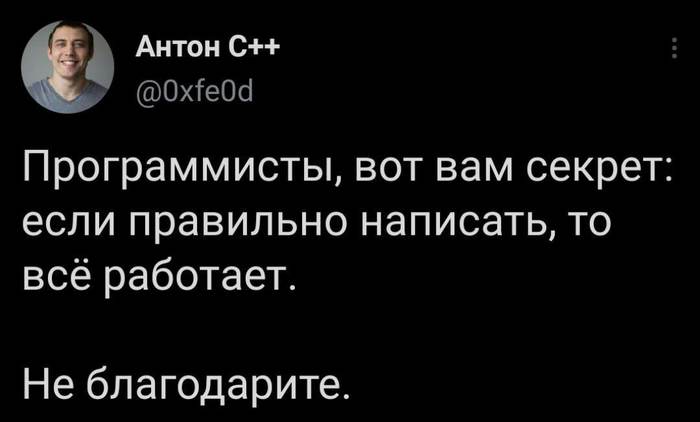 Антон C++
@0xfe0d
Программисты, вот вам секрет:
если правильно написать, то
всё работает.
Не благодарите.